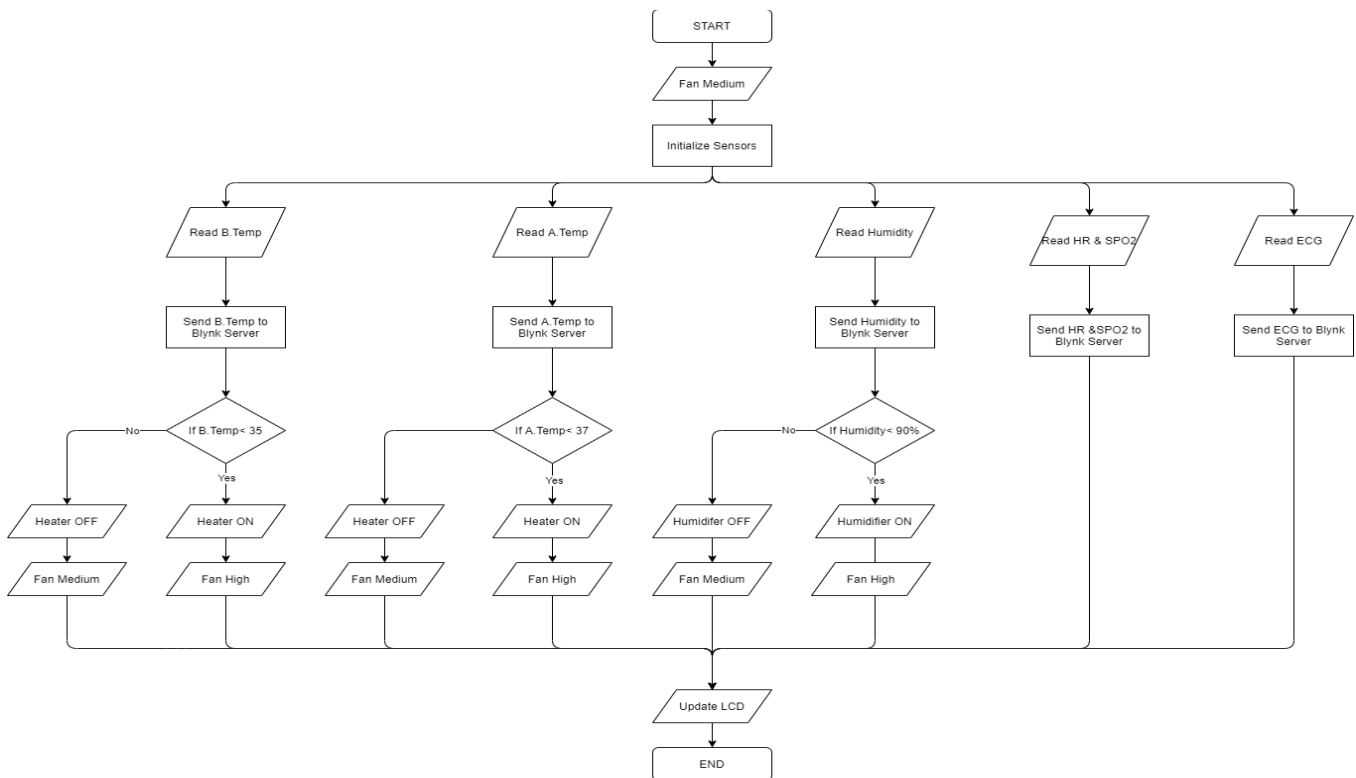 START
Fan Medium
Initialize Sensors
Read B.Temp
Read A.Temp
Read Humidity
Read HR & SPO2
Read ECG
Send B.Temp to
Blynk Server
Send A.Temp to
Blynk Server
Send Humidity to
Blynk Server
Send HR &SPO2 to
Blynk Server
Send ECG to Blynk
Server
No
If B.Temp< 35
If A.Temp< 37
No
If Humidity< 90%
Yes
Yes
Yes
Heater OFF
Heater ON
Heater OFF
Heater ON
Humidifer OFF
Humidifier ON
Fan Medium
Fan High
Fan Medium
Fan High
Fan Medium
Fan High
Update LCD
END